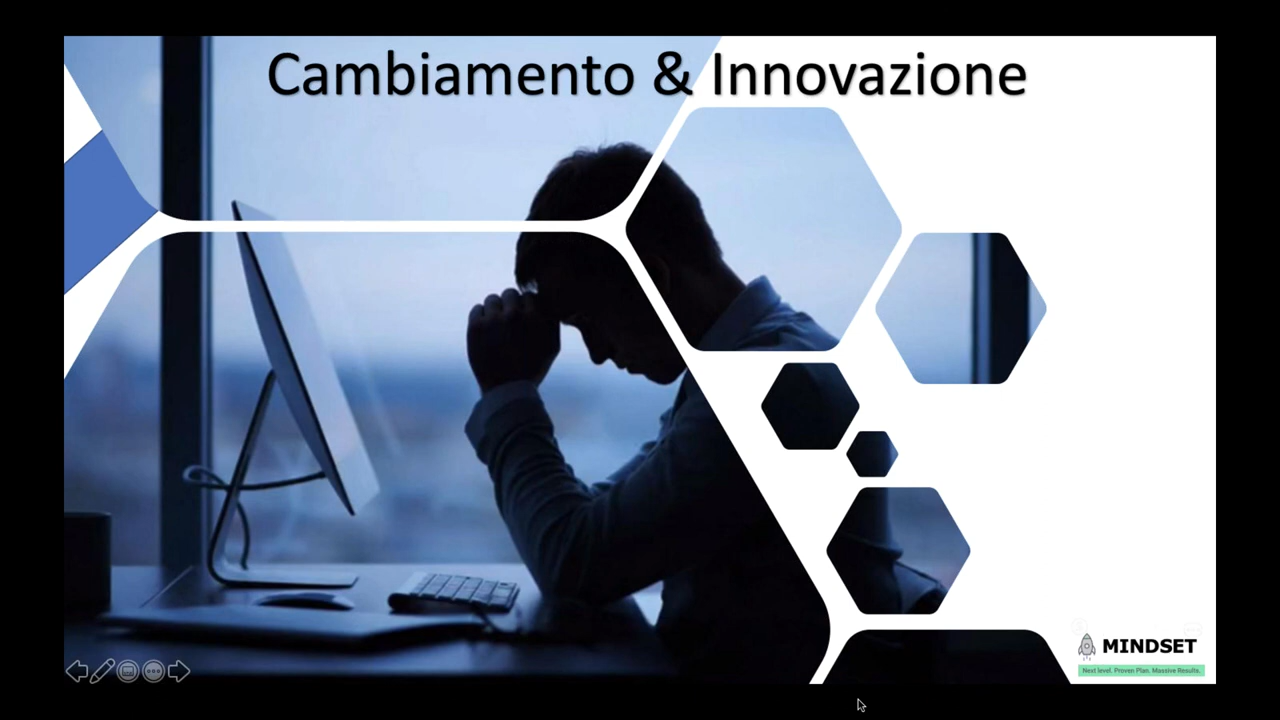 Cambiamento & Innovazione
MINDSET
Next level. Proven Plan. Massive Results.